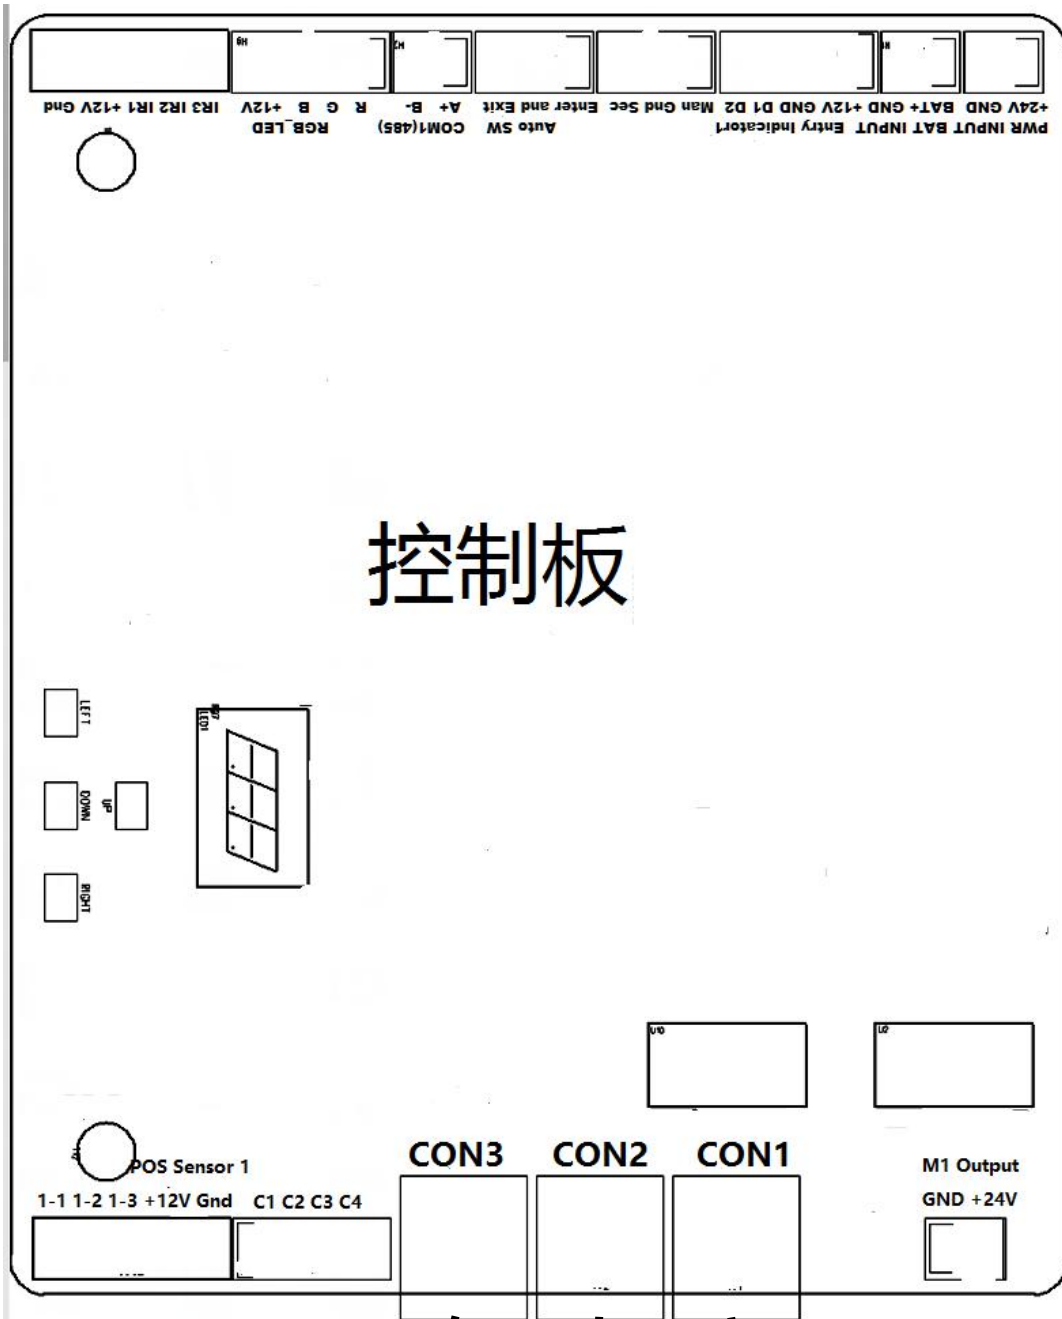 PWR INPUT BAT INPUT Entry Indicator1 Auto SW COM1(485) RGB_LED
+24V GND BAT+ GND +12V GND D1 D2 Man Gnd Sec Enter and Exit A+ B- R G B +12V IR3 IR2 IR1 +12V Gnd
控制板
LEFT
DOWN
UP
RIGHT
LED1
U10
CON3 CON2 CON1
POS Sensor 1
M1 Output
1-1 1-2 1-3 +12V Gnd C1 C2 C3 C4
GND +24V